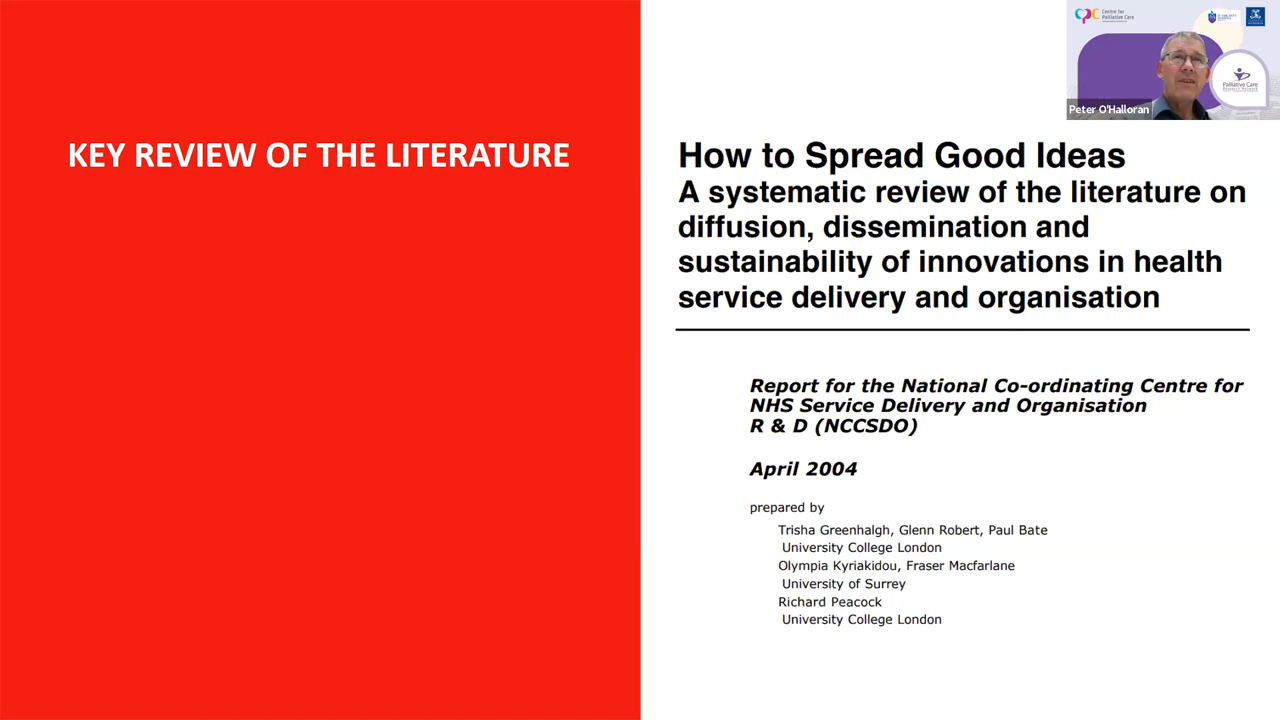 KEY REVIEW OF THE LITERATURE
How to Spread Good Ideas
A systematic review of the literature on
diffusion, dissemination and
sustainability of innovations in health
service delivery and organisation
Report for the National Co-ordinating Centre for
NHS Service Delivery and Organisation
R & D (NCCSDO)
April 2004
prepared by
Trisha Greenhalgh, Glenn Robert, Paul Bate
University College London
Olympia Kyriakidou, Fraser Macfarlane
University of Surrey
Richard Peacock
University College London
Centre for
Palliative Care
Palliative Care
Peter O'Halloran